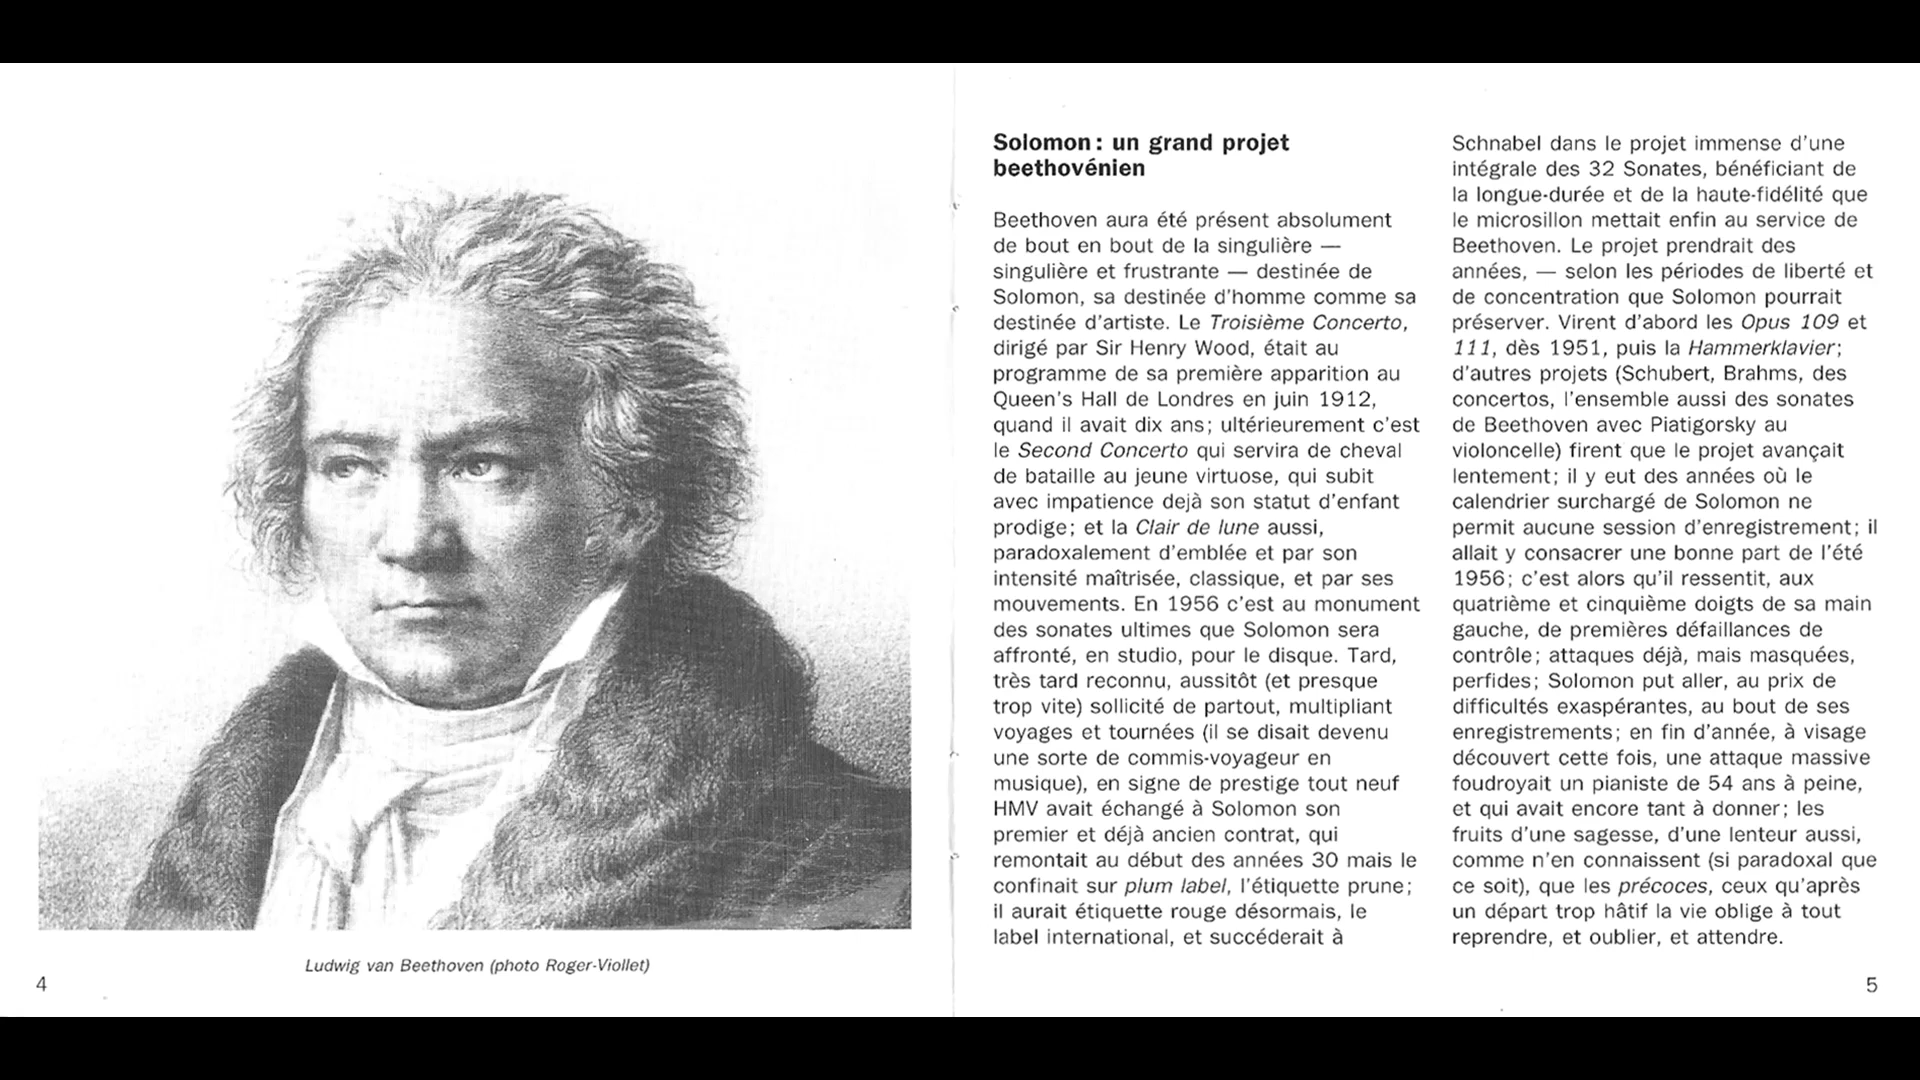 Ludwig van Beethoven (photo Roger-Viollet)
4
Solomon : un grand projet
beethovénien
Beethoven aura été présent absolument
de bout en bout de la singulière —
singulière et frustrante — destinée de
Solomon, sa destinée d'homme comme sa
destinée d'artiste. Le Troisième Concerto,
dirigé par Sir Henry Wood, était au
programme de sa première apparition au
Queen's Hall de Londres en juin 1912,
quand il avait dix ans ; ultérieurement c'est
le Second Concerto qui servira de cheval
de bataille au jeune virtuose, qui subit
avec impatience dejà son statut d'enfant
prodige ; et la Clair de lune aussi,
paradoxalement d'emblée et par son
intensité maîtrisée, classique, et par ses
mouvements. En 1956 c'est au monument
des sonates ultimes que Solomon sera
affronté, en studio, pour le disque. Tard,
très tard reconnu, aussitôt (et presque
trop vite) sollicité de partout, multipliant
voyages et tournées (il se disait devenu
une sorte de commis-voyageur en
musique), en signe de prestige tout neuf
HMV avait échangé à Solomon son
premier et déjà ancien contrat, qui
remontait au début des années 30 mais le
confinait sur plum label, l'étiquette prune ;
il aurait étiquette rouge désormais, le
label international, et succéderait à
Schnabel dans le projet immense d'une
intégrale des 32 Sonates, bénéficiant de
la longue-durée et de la haute-fidélité que
le microsillon mettait enfin au service de
Beethoven. Le projet prendrait des
années, — selon les périodes de liberté et
de concentration que Solomon pourrait
préserver. Virent d'abord les Opus 109 et
111, dès 1951, puis la Hammerklavier ;
d'autres projets (Schubert, Brahms, des
concertos, l'ensemble aussi des sonates
de Beethoven avec Piatigorsky au
violoncelle) firent que le projet avançait
lentement ; il y eut des années où le
calendrier surchargé de Solomon ne
permit aucune session d'enregistrement ; il
allait y consacrer une bonne part de l'été
1956 ; c'est alors qu'il ressentit, aux
quatrième et cinquième doigts de sa main
gauche, de premières défaillances de
contrôle ; attaques déjà, mais masquées,
perfides ; Solomon put aller, au prix de
difficultés exaspérantes, au bout de ses
enregistrements ; en fin d'année, à visage
découvert cette fois, une attaque massive
foudroyait un pianiste de 54 ans à peine,
et qui avait encore tant à donner ; les
fruits d'une sagesse, d'une lenteur aussi,
comme n'en connaissent (si paradoxal que
ce soit), que les précoces, ceux qu'après
un départ trop hâtif la vie oblige à tout
reprendre, et oublier, et attendre.
5